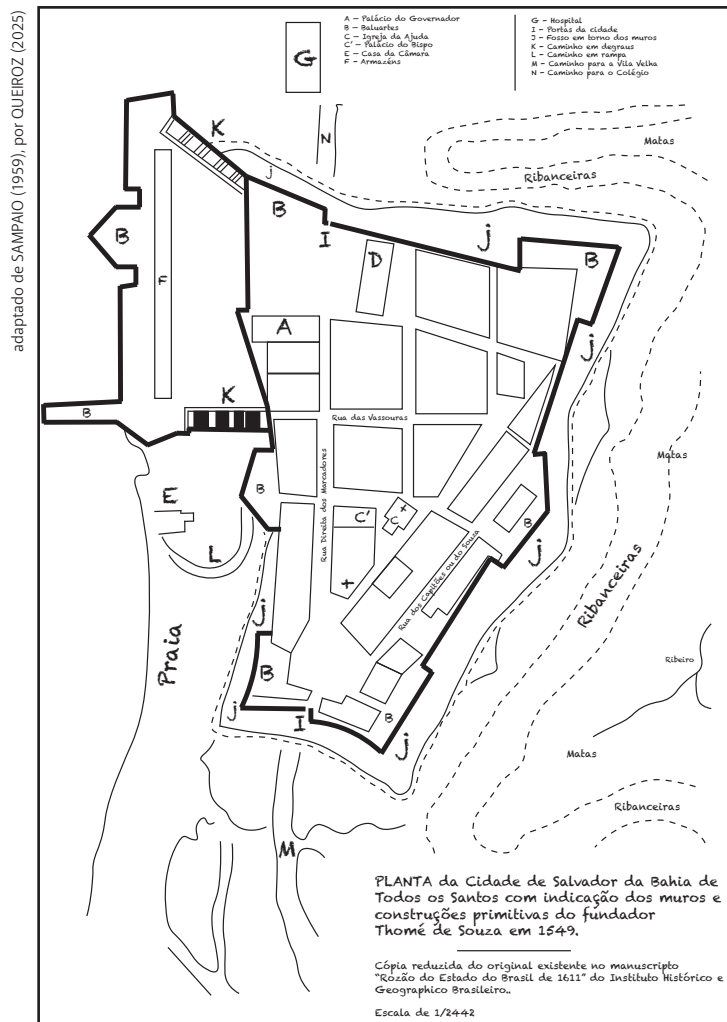 adaptado de SAMPAIO (1959), por QUEIROZ (2025)
A – Palácio do Governador
B – Baluartes
C – Igreja da Ajuda
C' – Palácio do Bispo
E – Casa da Câmara
F – Armazéns
G – Hospital
I – Portas da cidade
J – Fosso em torno dos muros
K – Caminho em degraus
L – Caminho em rampa
M – Caminho para a Vila Velha
N – Caminho para o Colégio
G
K
N
Matas
Ribanceiras
j
B
I
j
B
D
B
F
A
j
K
B
Rua das Vassouras
Rua Direita dos Marcadores
Matas
E
B
C'
C
B
L
Rua dos Capitães ou do Souza
j
Ribanceiras
j
Praia
B
Ribeiro
j
I
B
j
Matas
Ribanceiras
M
PLANTA da Cidade de Salvador da Bahia de
Todos os Santos com indicação dos muros e
construções primitivas do fundador
Thomé de Souza em 1549.
Cópia reduzida do original existente no manuscripto
"Rozão do Estado do Brasil de 1611" do Instituto Histórico e
Geographico Brasileiro..
Escala de 1/2442